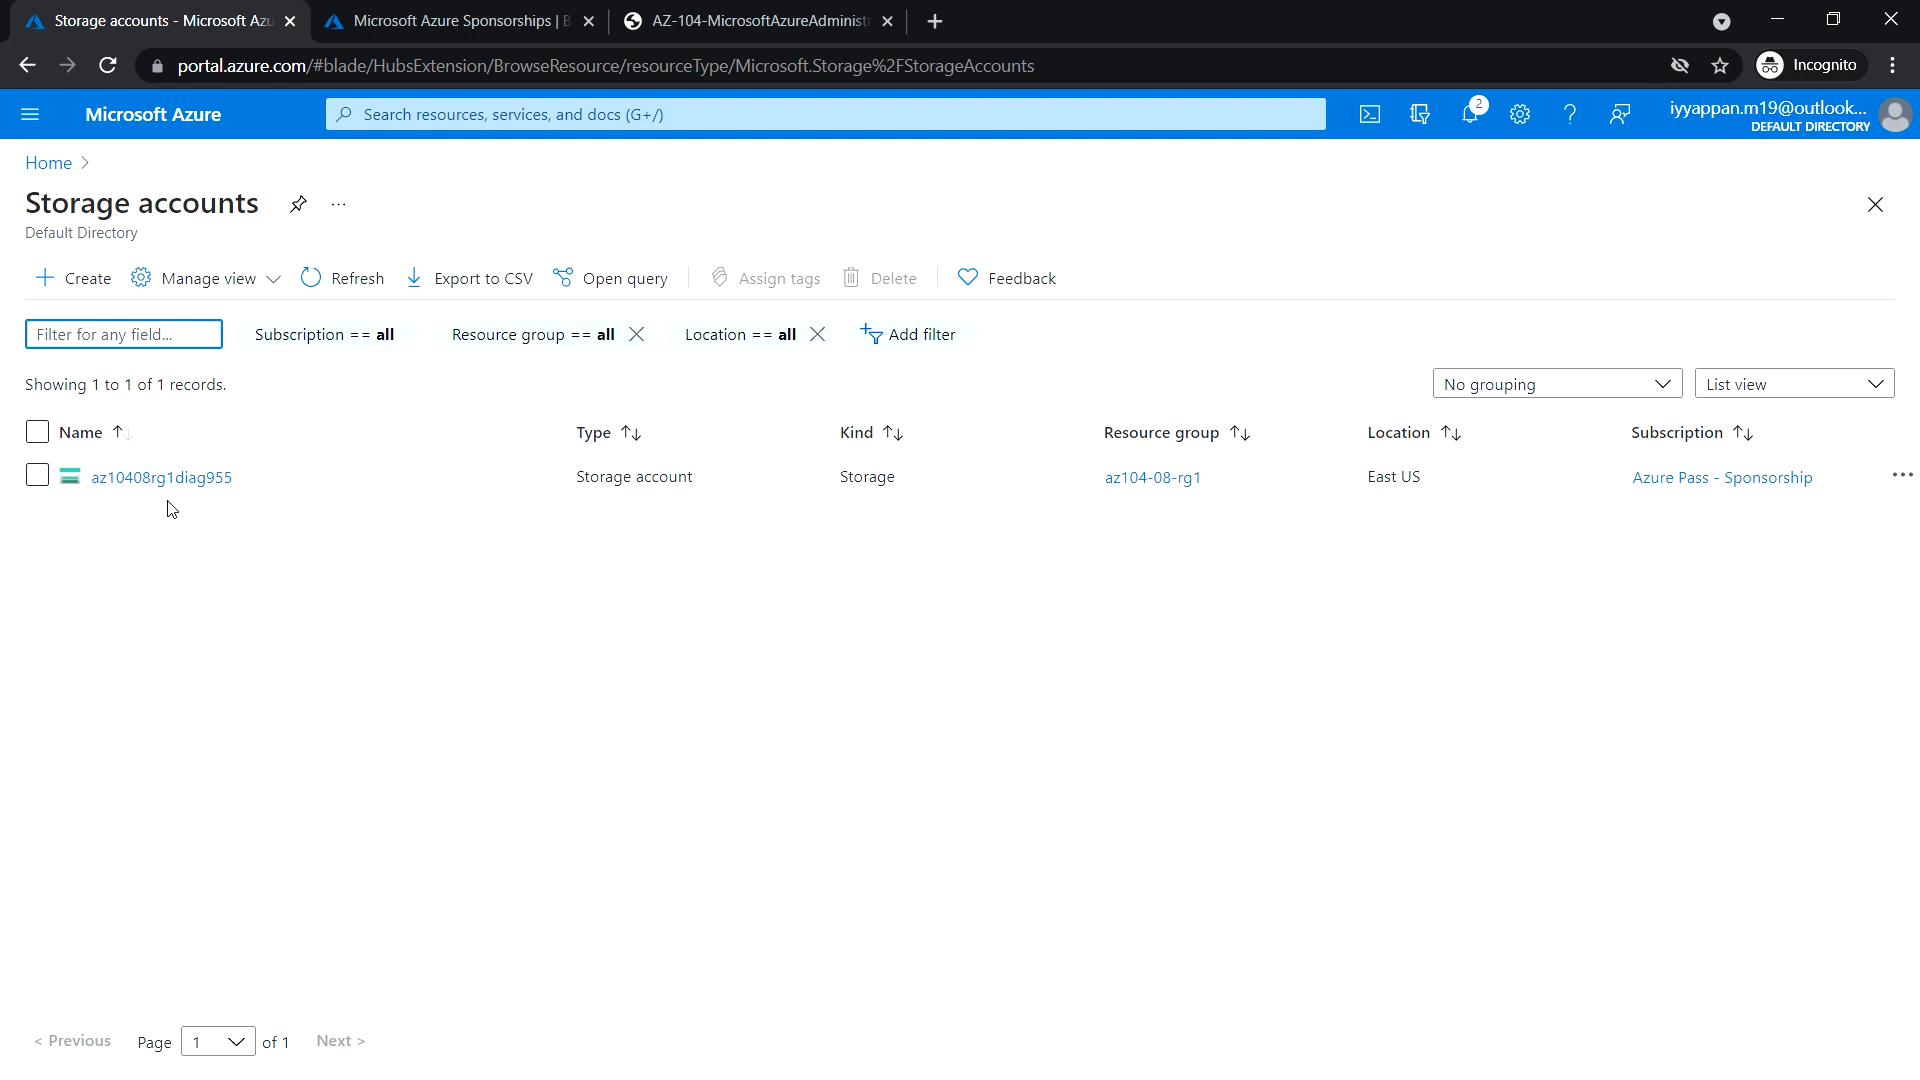 Storage accounts - Microsoft Azu
Microsoft Azure Sponsorships | B
AZ-104-MicrosoftAzureAdminist
portal.azure.com/#blade/HubsExtension/BrowseResource/resourceType/Microsoft.Storage%2FStorageAccounts
Incognito
Microsoft Azure
Search resources, services, and docs (G+/)
2
iyyappan.m19@outlook...
DEFAULT DIRECTORY
Home >
Storage accounts ...
Default Directory
Create Manage view Refresh Export to CSV Open query Assign tags Delete Feedback
Filter for any field... Subscription == all Resource group == all Location == all Add filter
Showing 1 to 1 of 1 records. No grouping List view
Name Type Kind Resource group Location Subscription
az10408rg1diag955 Storage account Storage az104-08-rg1 East US Azure Pass - Sponsorship ...
< Previous Page 1 of 1 Next >